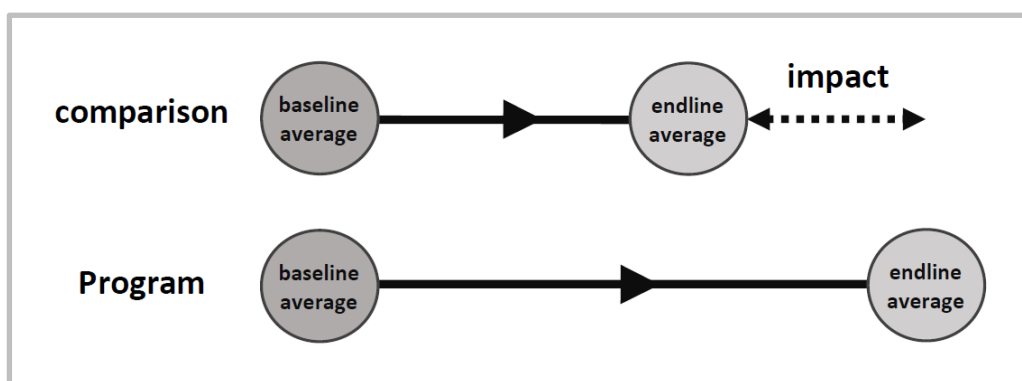 comparison
baseline
average
endline
average
impact
Program
baseline
average
endline
average